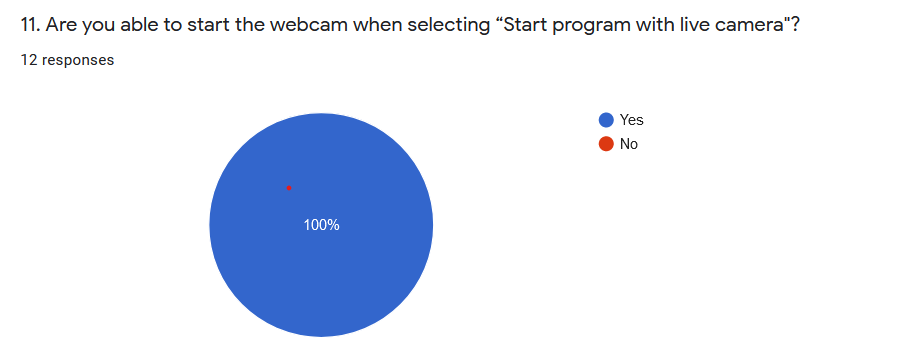 11. Are you able to start the webcam when selecting “Start program with live camera"?
12 responses
Yes
No
100%